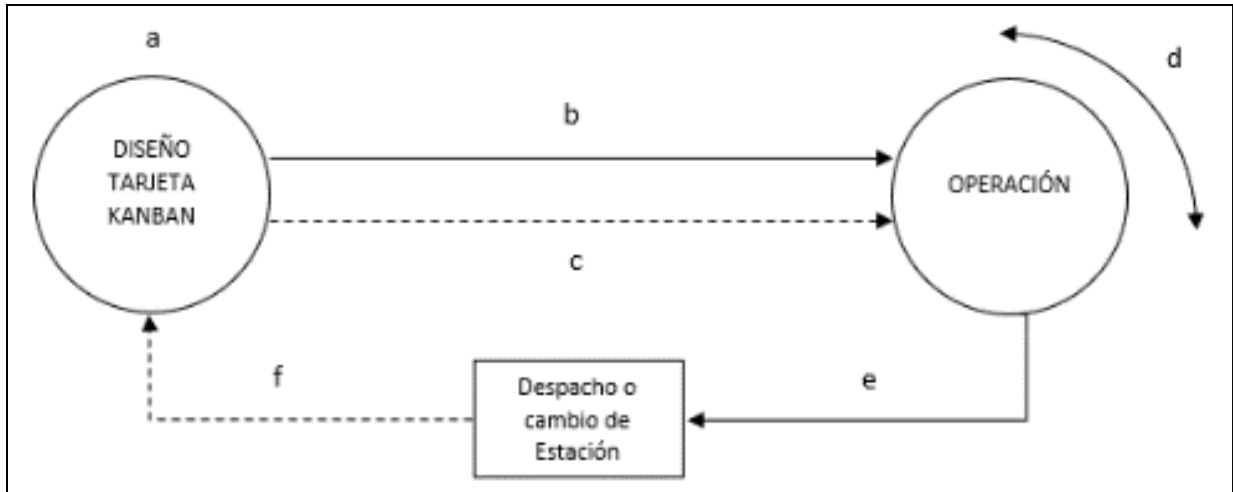 a
d
b
DISEÑO
TARJETA
KANBAN
OPERACIÓN
c
f
e
Despacho o
cambio de
Estación